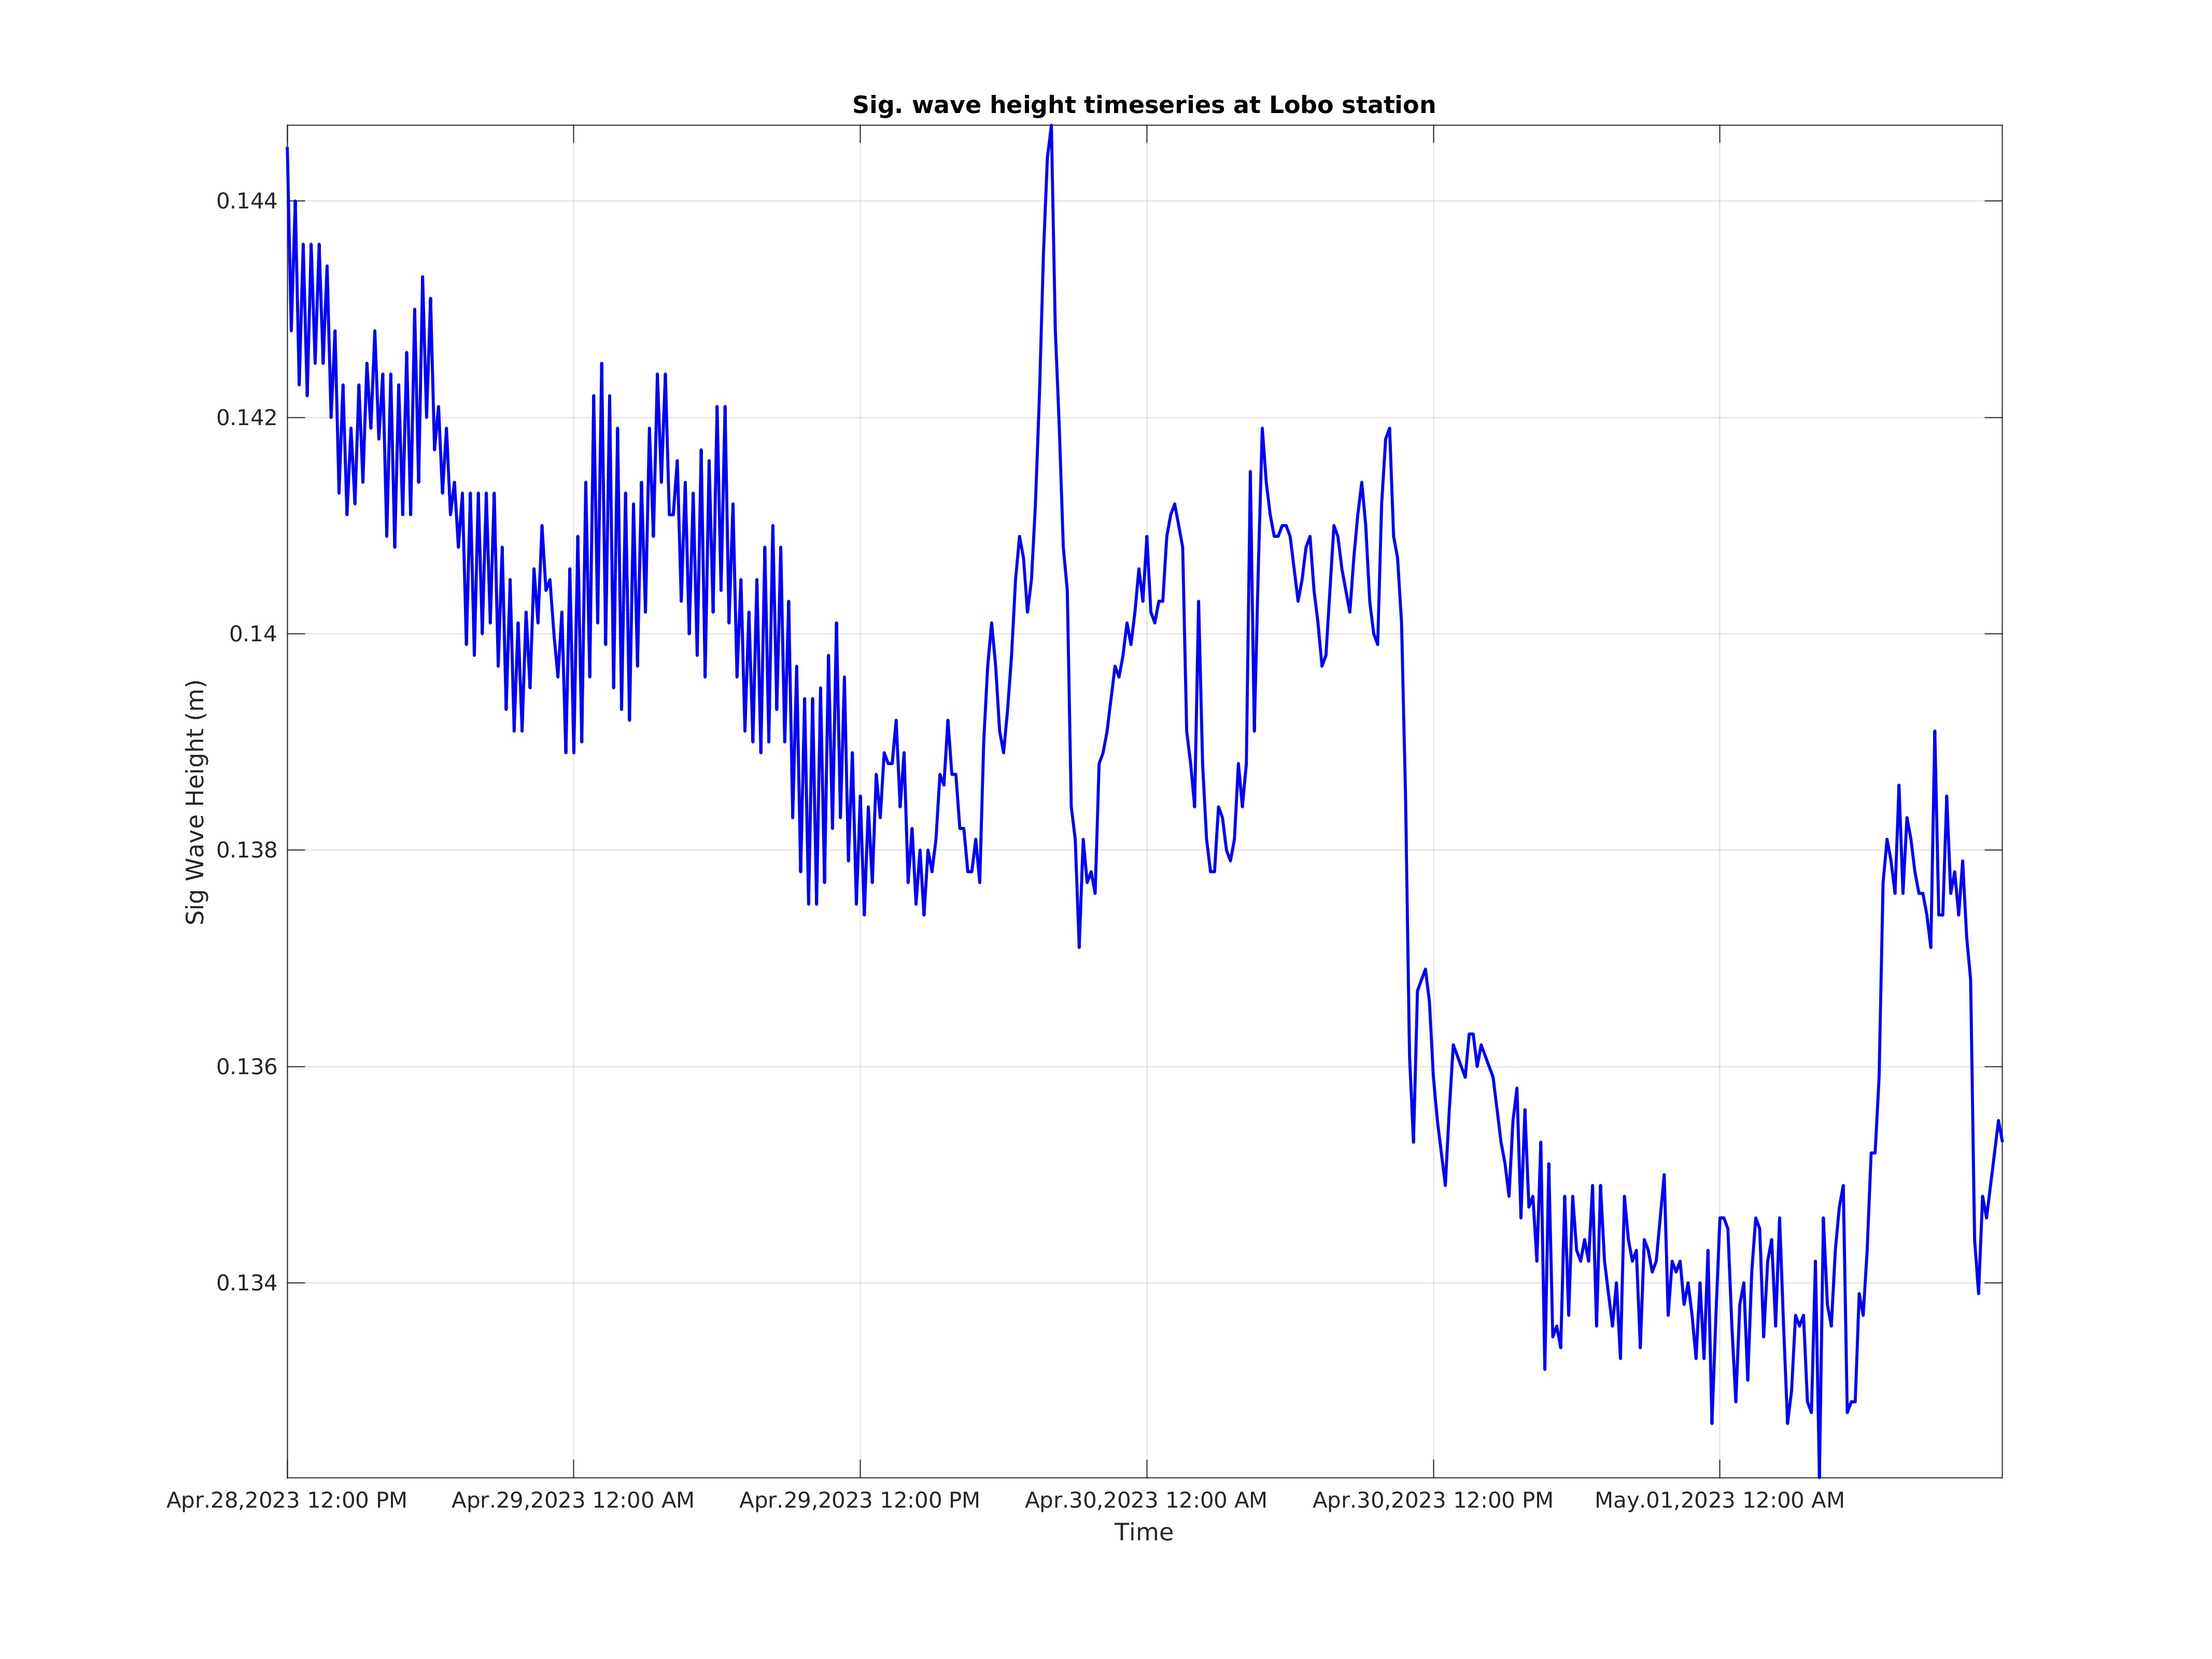 Sig. wave height timeseries at Lobo station
Sig Wave Height (m)
0.144
0.142
0.14
0.138
0.136
0.134
Apr.28,2023 12:00 PM
Apr.29,2023 12:00 AM
Apr.29,2023 12:00 PM
Apr.30,2023 12:00 AM
Apr.30,2023 12:00 PM
May.01,2023 12:00 AM
Time